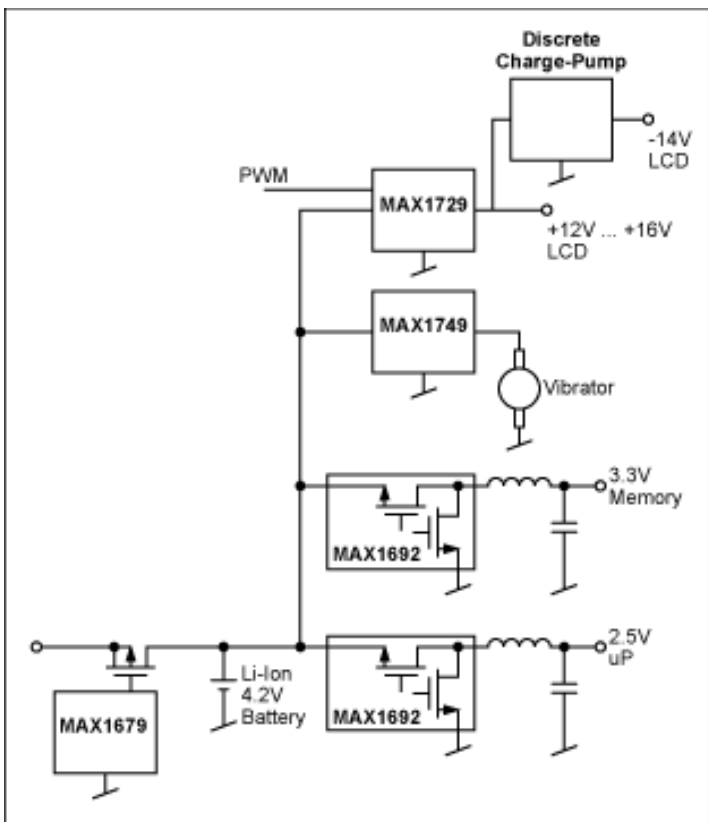 Discrete
Charge-Pump
-14V
LCD
PWM
MAX1729
+12V ... +16V
LCD
MAX1749
Vibrator
3.3V
Memory
MAX1692
2.5V
uP
Li-Ion
4.2V
Battery
MAX1692
MAX1679